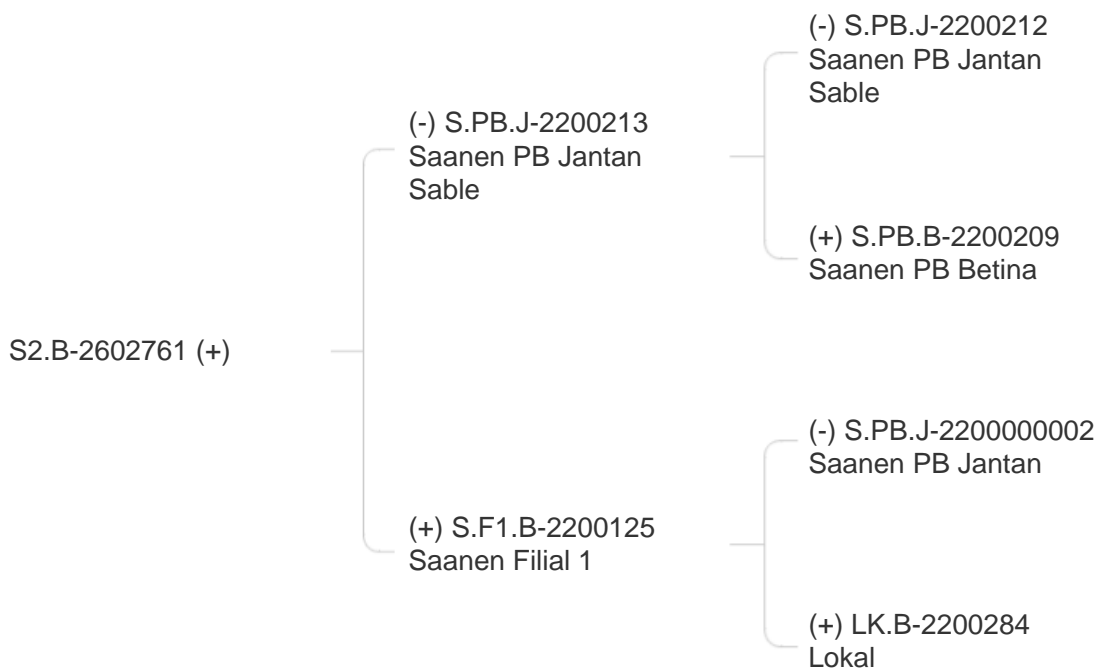 (-) S.PB.J-2200212
Saanen PB Jantan
Sable
(-) S.PB.J-2200213
Saanen PB Jantan
Sable
(+) S.PB.B-2200209
Saanen PB Betina
S2.B-2602761 (+)
(-) S.PB.J-2200000002
Saanen PB Jantan
(+) S.F1.B-2200125
Saanen Filial 1
(+) LK.B-2200284
Lokal